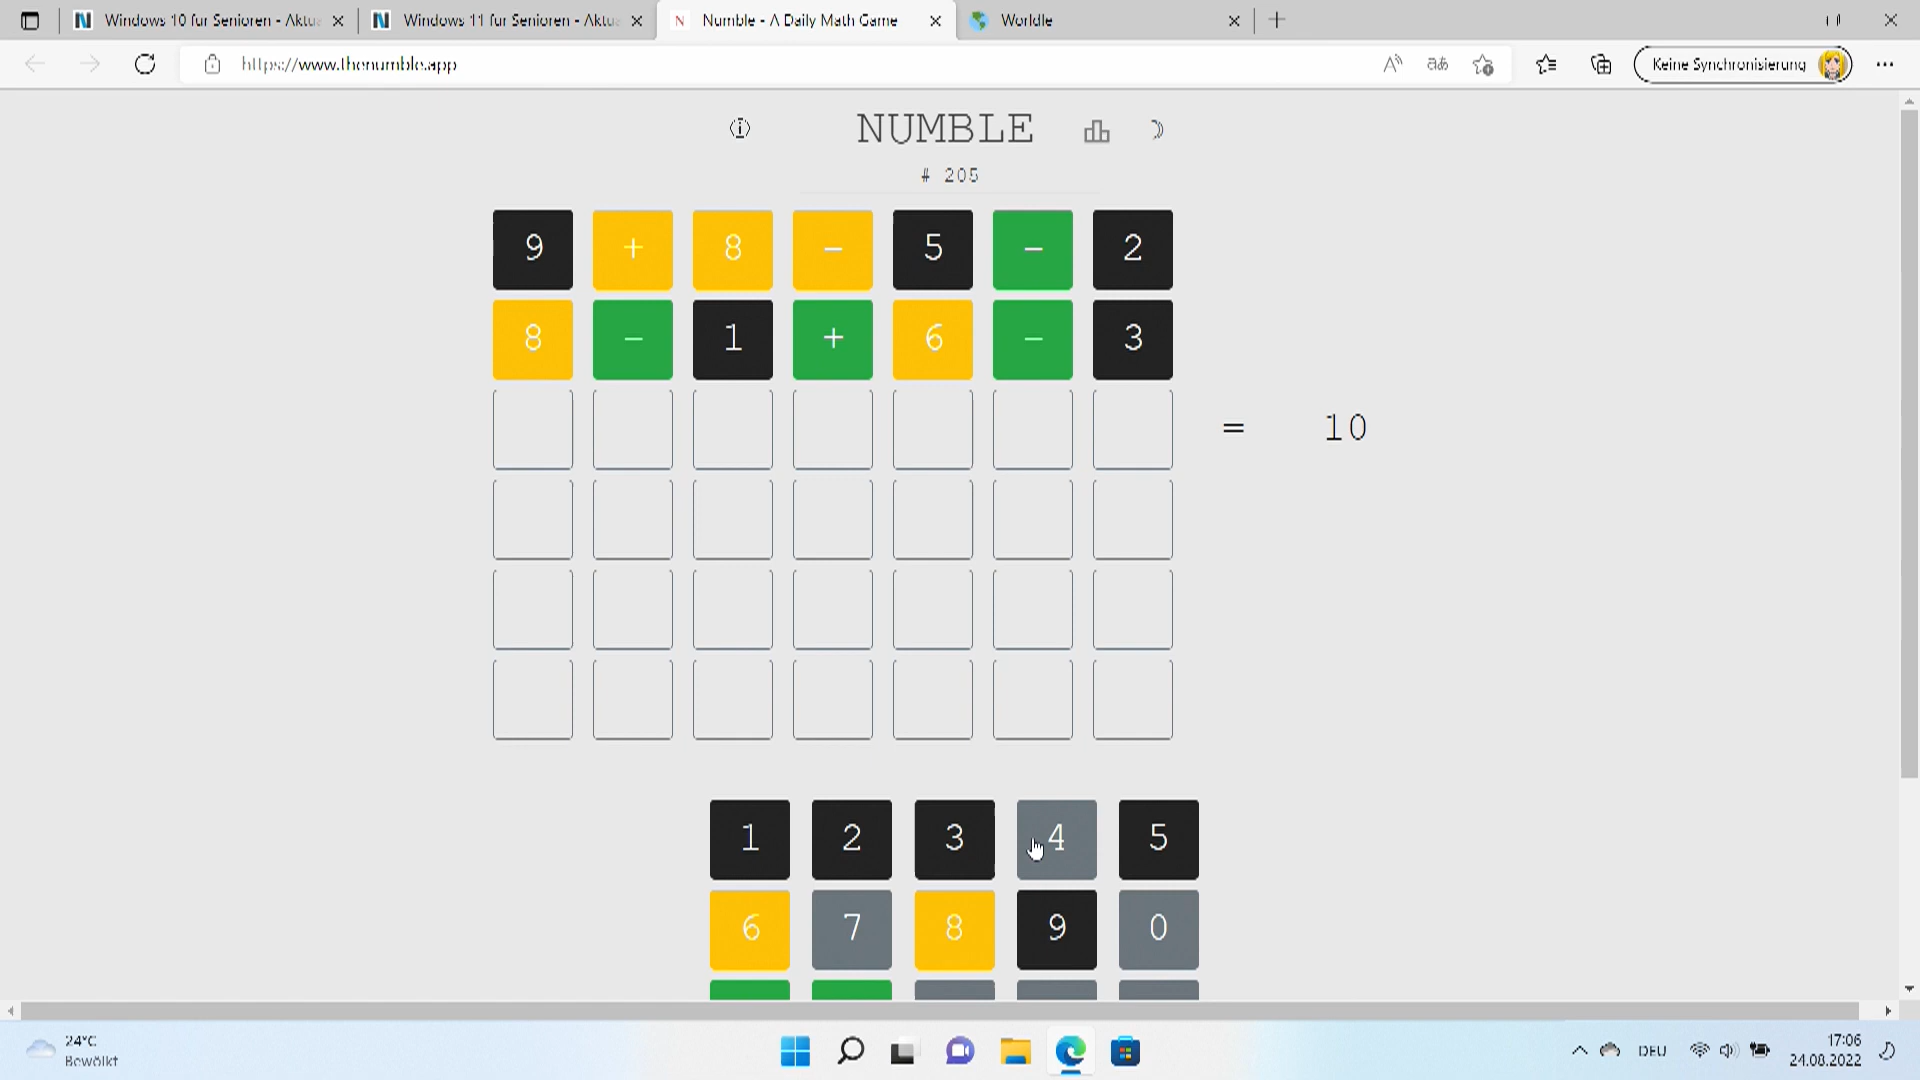 Windows 10 für Senioren - Aktu
Windows 11 für Senioren - Aktu
Numble - A Daily Math Game
Worldle
https://www.thenumble.app
Keine Synchronisierung
NUMBLE
# 205
9 + 8 - 5 - 2
8 - 1 + 6 - 3
= 10
1 2 3 4 5
6 7 8 9 0
24°C
Bewölkt
DEU
17:06
24.08.2022